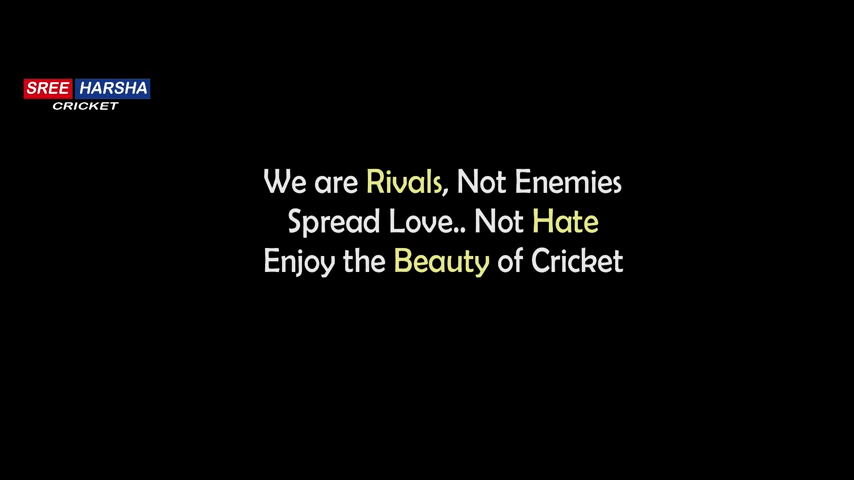 SREE HARSHA
CRICKET
We are Rivals, Not Enemies
Spread Love.. Not Hate
Enjoy the Beauty of Cricket